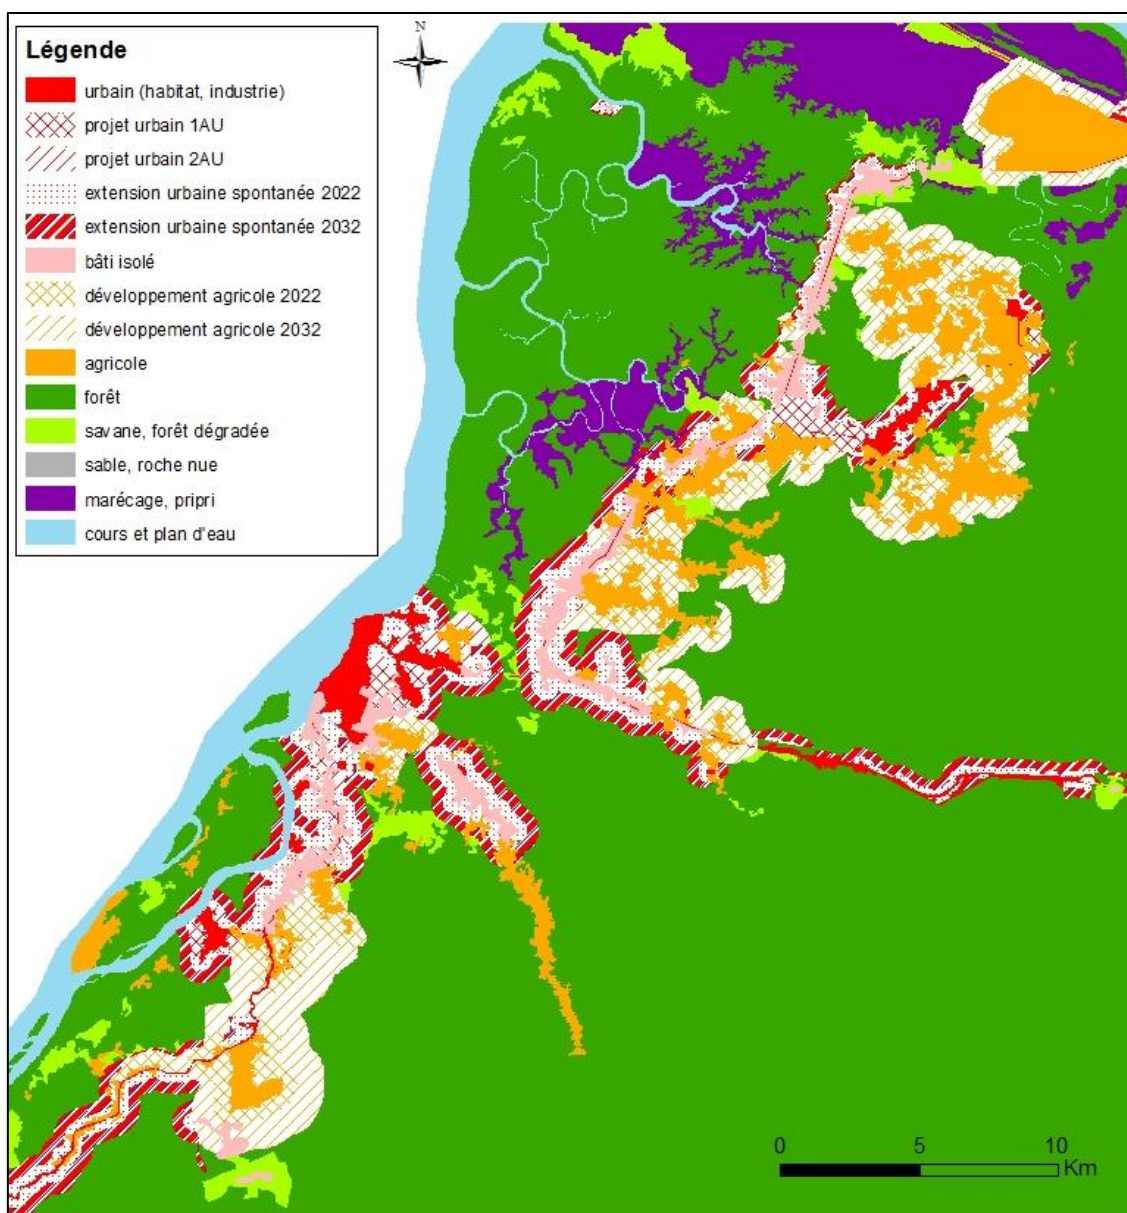 N
Légende
urbain (habitat, industrie)
projet urbain 1AU
projet urbain 2AU
extension urbaine spontanée 2022
extension urbaine spontanée 2032
bâti isolé
développement agricole 2022
développement agricole 2032
agricole
forêt
savane, forêt dégradée
sable, roche nue
marécage, pripri
cours et plan d'eau
0 5 10
Km